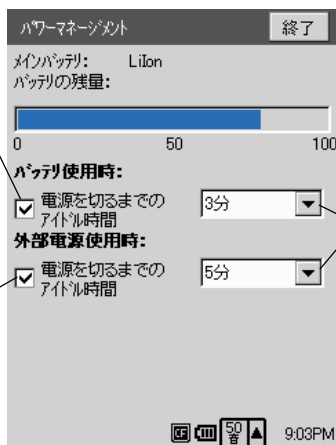 パワーマネージメント 終了
メインバッテリ: LiIon
バッテリの残量:
0 50 100
バッテリ使用時:
電源を切るまでの
アイドル時間
3分
外部電源使用時:
電源を切るまでの
アイドル時間
5分
CF 50音 9:03PM